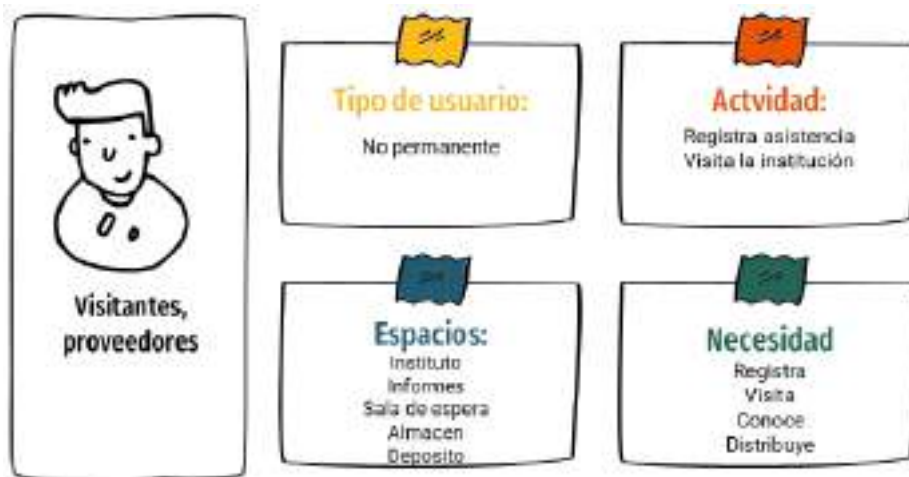 Visitantes,
proveedores
Tipo de usuario:
No permanente
Actvidad:
Registra asistencia
Visita la institución
Espacios:
Instituto
Informes
Sala de espera
Almacen
Deposito
Necesidad
Registra
Visita
Conoce
Distribuye